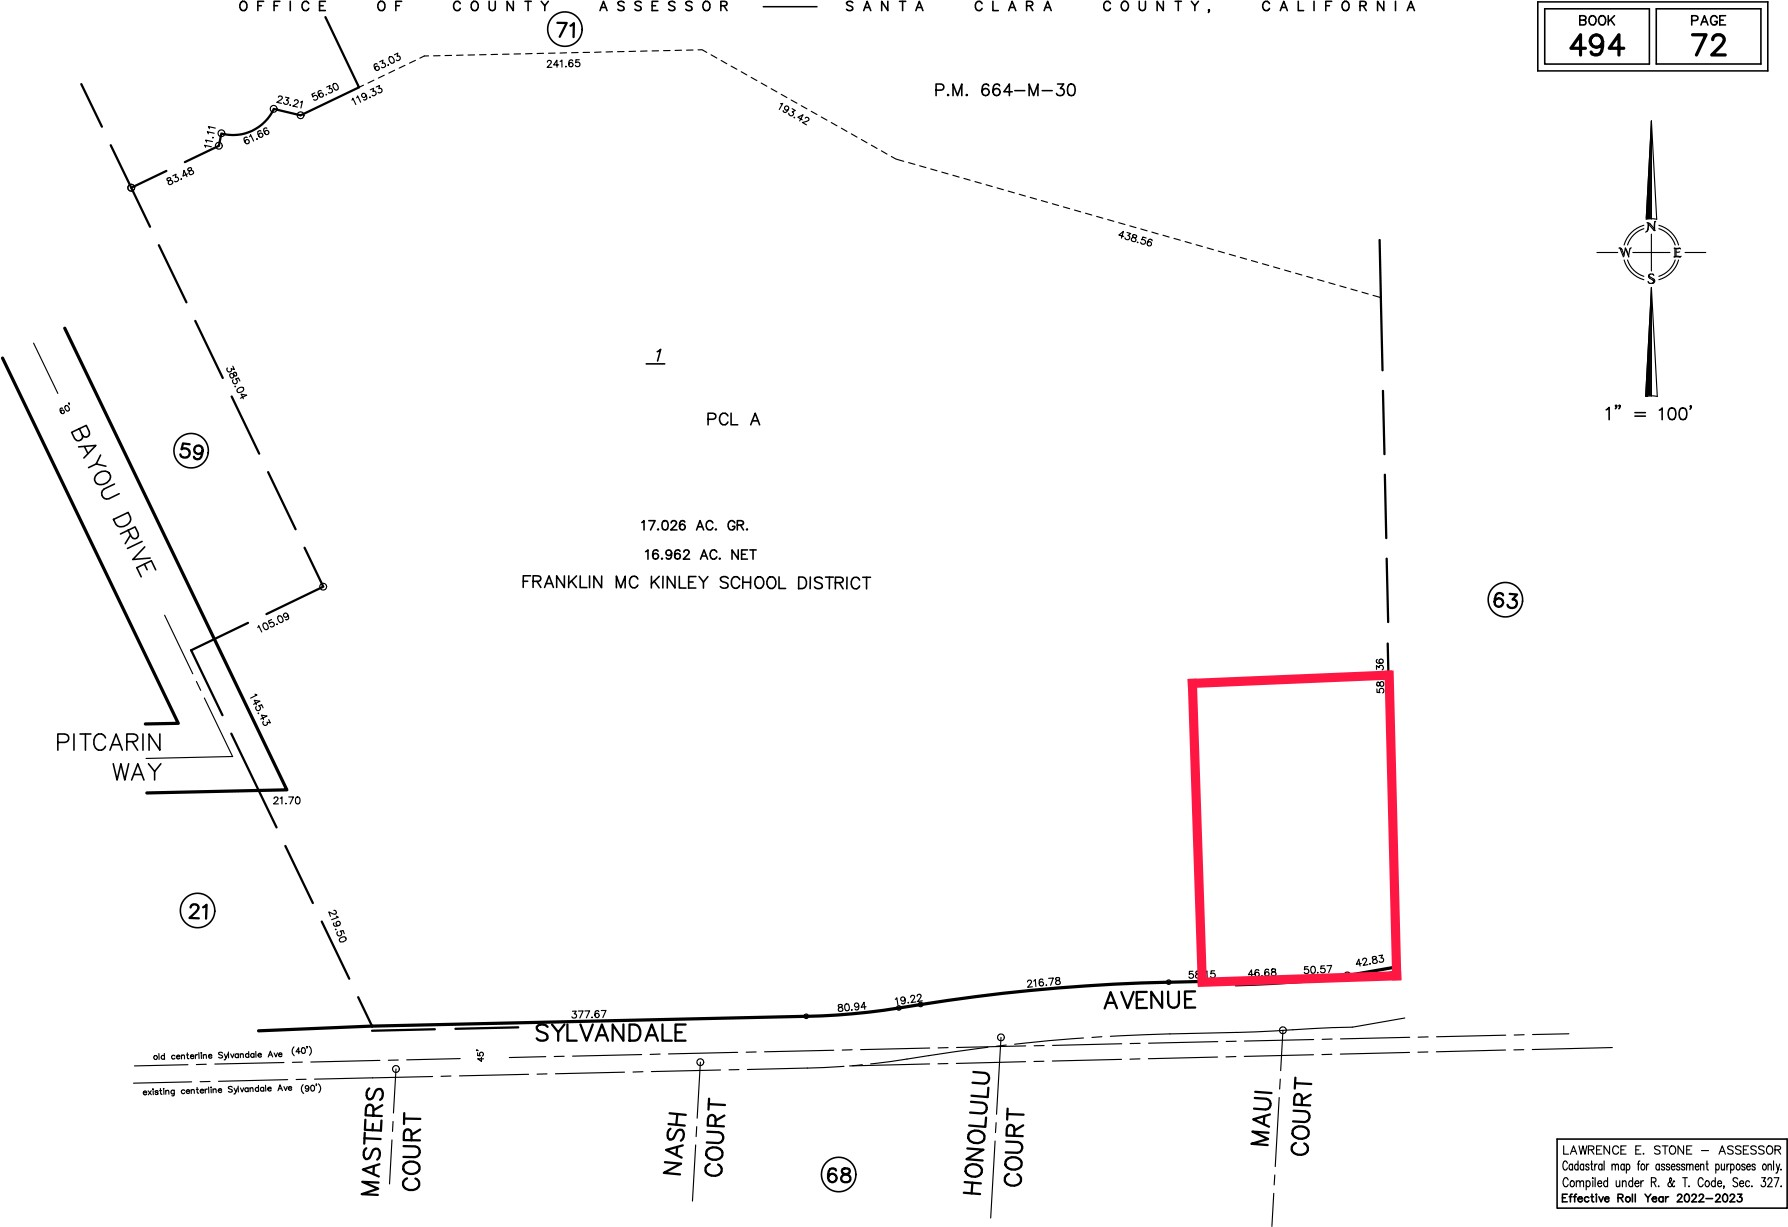 OFFICE OF COUNTY ASSESSOR — SANTA CLARA COUNTY, CALIFORNIA
BOOK
494
PAGE
72
71
63.03
241.65
P.M. 664-M-30
56.30
119.33
23.21
193.42
11.11
61.66
83.48
438.56
N
W E
S
1" = 100'
1
385.04
60'
PCL A
BAYOU DRIVE
59
17.026 AC. GR.
16.962 AC. NET
FRANKLIN MC KINLEY SCHOOL DISTRICT
63
105.09
36
145.43
PITCARIN
WAY
21.70
21
219.50
42.83
50.57
46.68
216.78
AVENUE
19.22
80.94
377.67
SYLVANDALE
old centerline Sylvandale Ave (40')
45'
existing centerline Sylvandale Ave (90')
MASTERS
COURT
NASH
COURT
HONOLULU
COURT
MAUI
COURT
68
LAWRENCE E. STONE - ASSESSOR
Cadastral map for assessment purposes only.
Compiled under R. & T. Code, Sec. 327.
Effective Roll Year 2022-2023